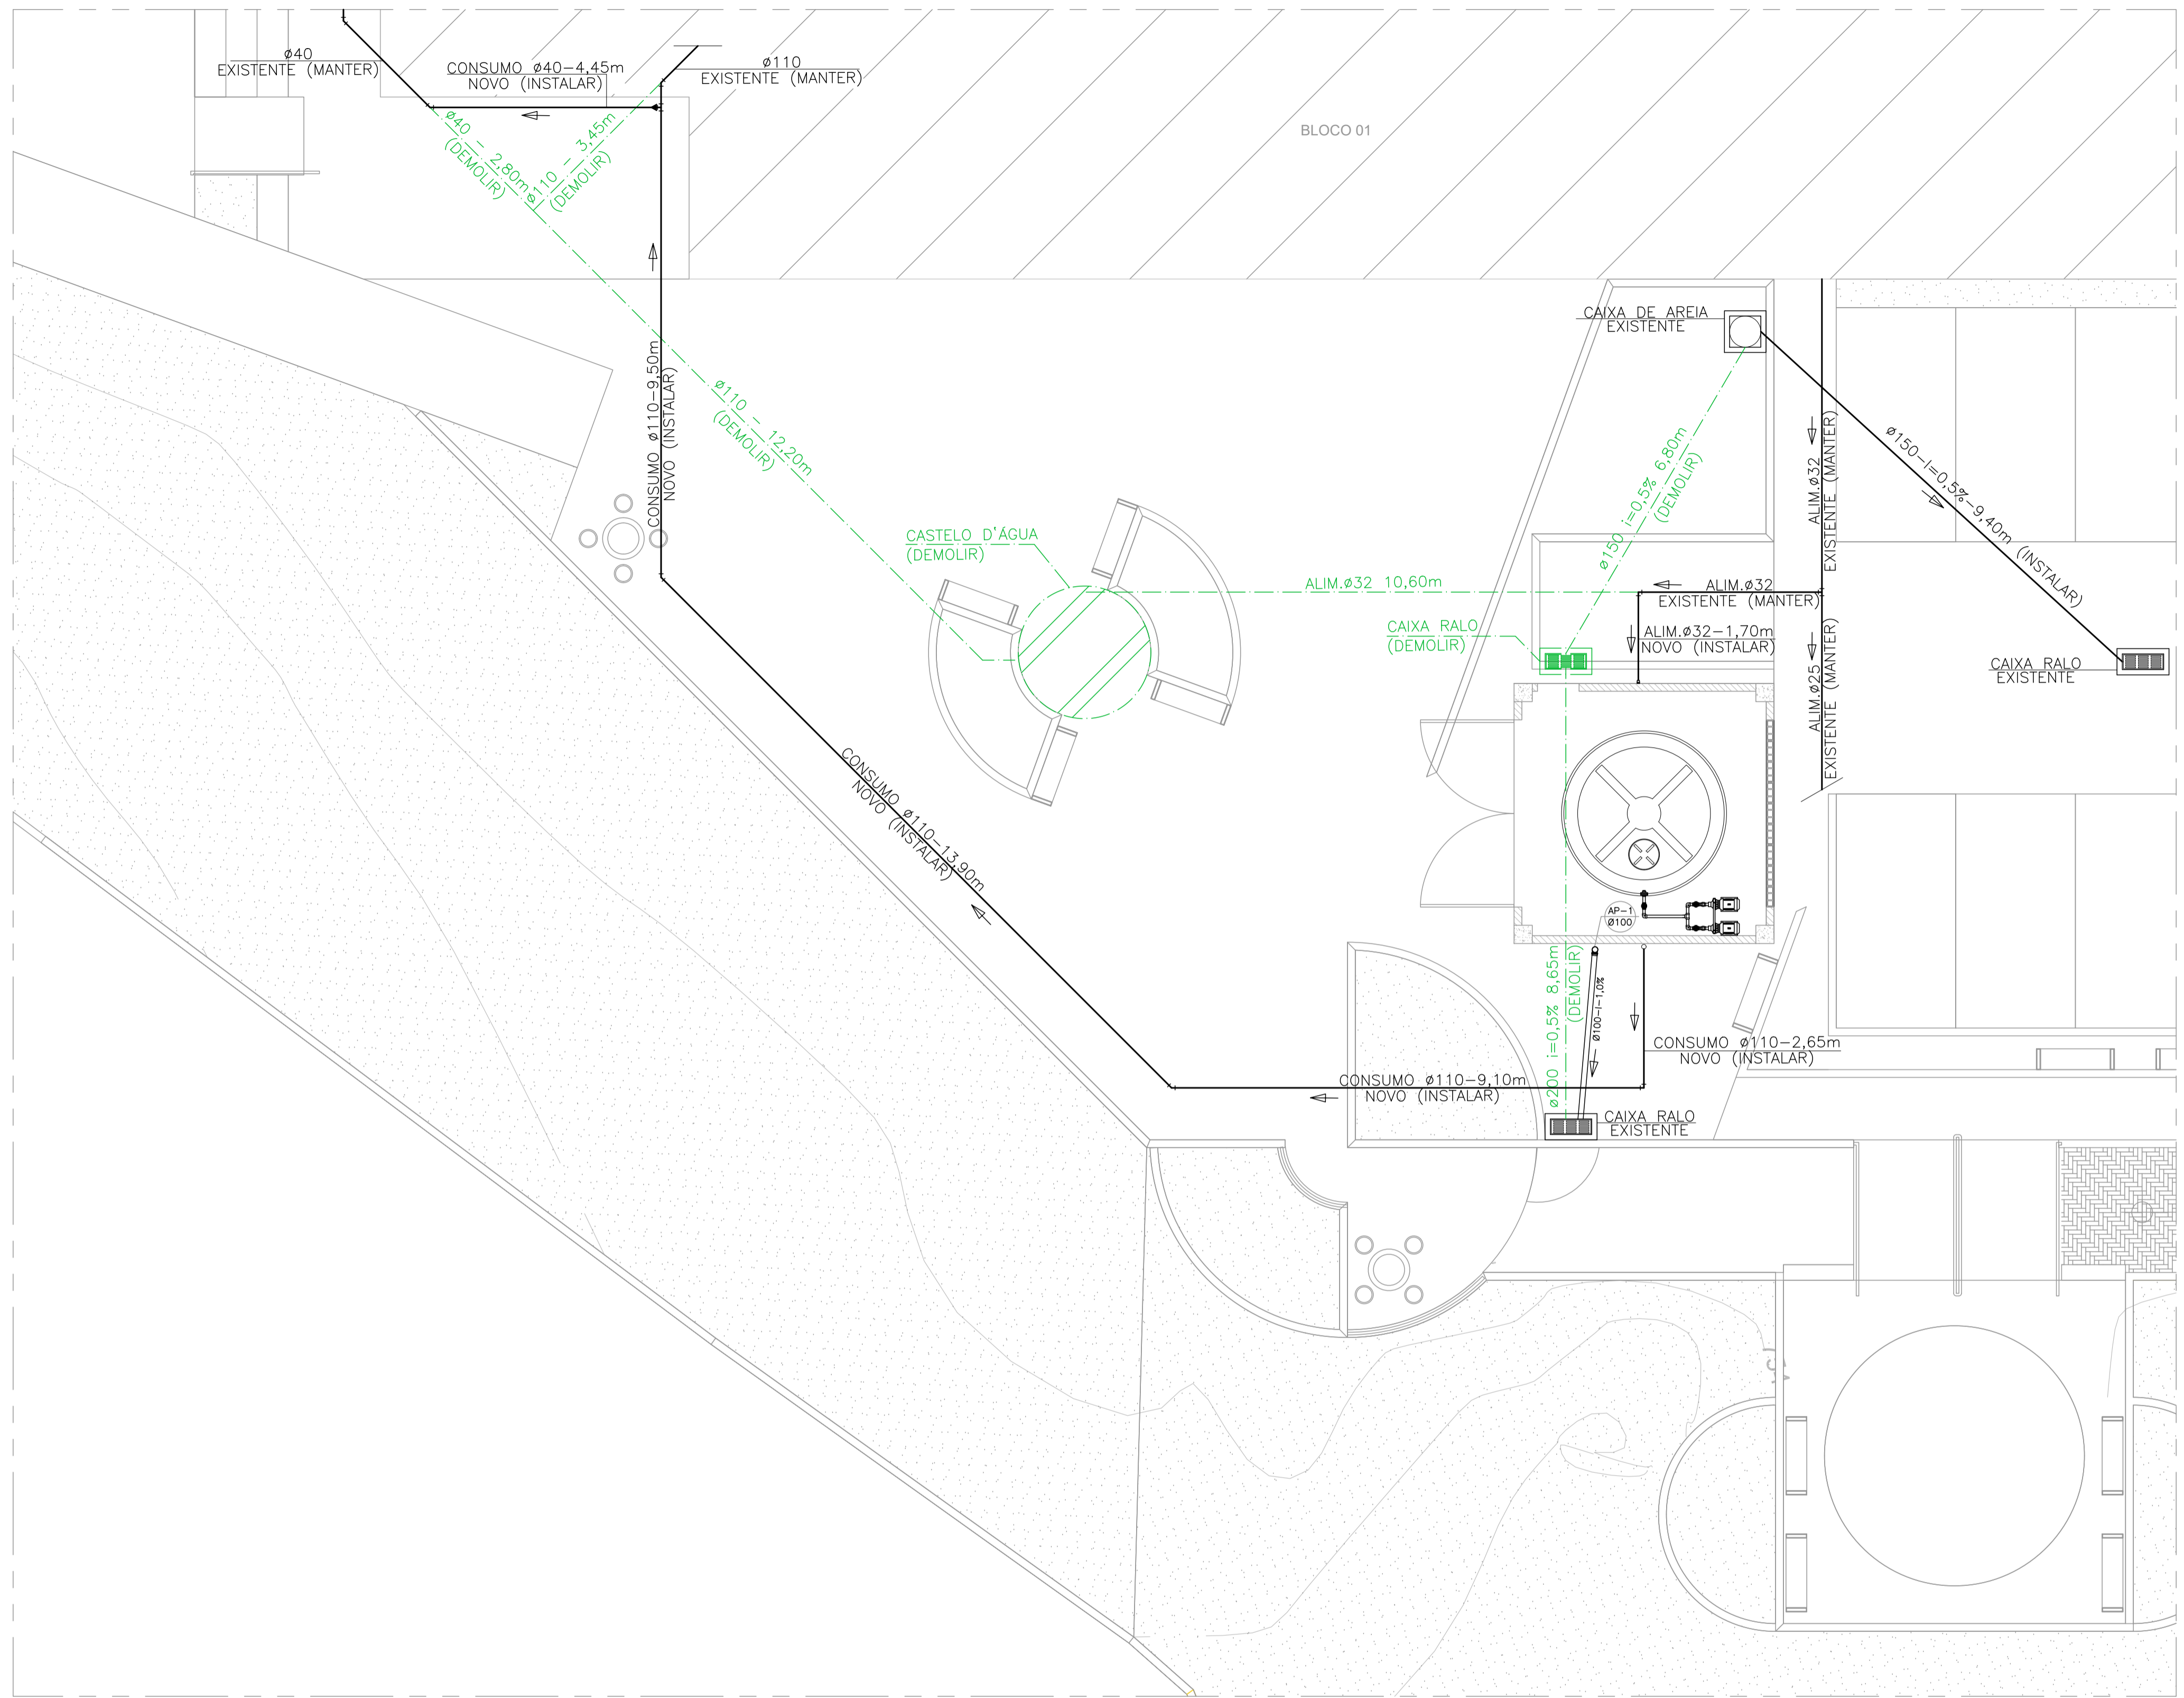 ø40
EXISTENTE (MANTER)
CONSUMO ø40-4,45m
NOVO (INSTALAR)
ø110
EXISTENTE (MANTER)
ø40 - 2,80m
(DEMOLIR)
ø110 - 3,45m
(DEMOLIR)
BLOCO 01
CAIXA DE AREIA
EXISTENTE
CONSUMO ø110-9,50m
NOVO (INSTALAR)
ø110 - 12,20m
(DEMOLIR)
CASTELO D'ÁGUA
(DEMOLIR)
ø150 i=0,5% 6,80m
(DEMOLIR)
ALIM.ø32
EXISTENTE (MANTER)
ø150-I=0,5%-9,40m (INSTALAR)
ALIM.ø32 10,60m
ALIM.ø32
EXISTENTE (MANTER)
CAIXA RALO
(DEMOLIR)
ALIM.ø32-1,70m
NOVO (INSTALAR)
ALIM.ø25
EXISTENTE (MANTER)
CAIXA RALO
EXISTENTE
CONSUMO ø110-13,90m
NOVO (INSTALAR)
AP-1
Ø100
ø200 i=0,5% 8,65m
(DEMOLIR)
ø100-I-1,0%
CONSUMO ø110-2,65m
NOVO (INSTALAR)
CONSUMO ø110-9,10m
NOVO (INSTALAR)
CAIXA RALO
EXISTENTE